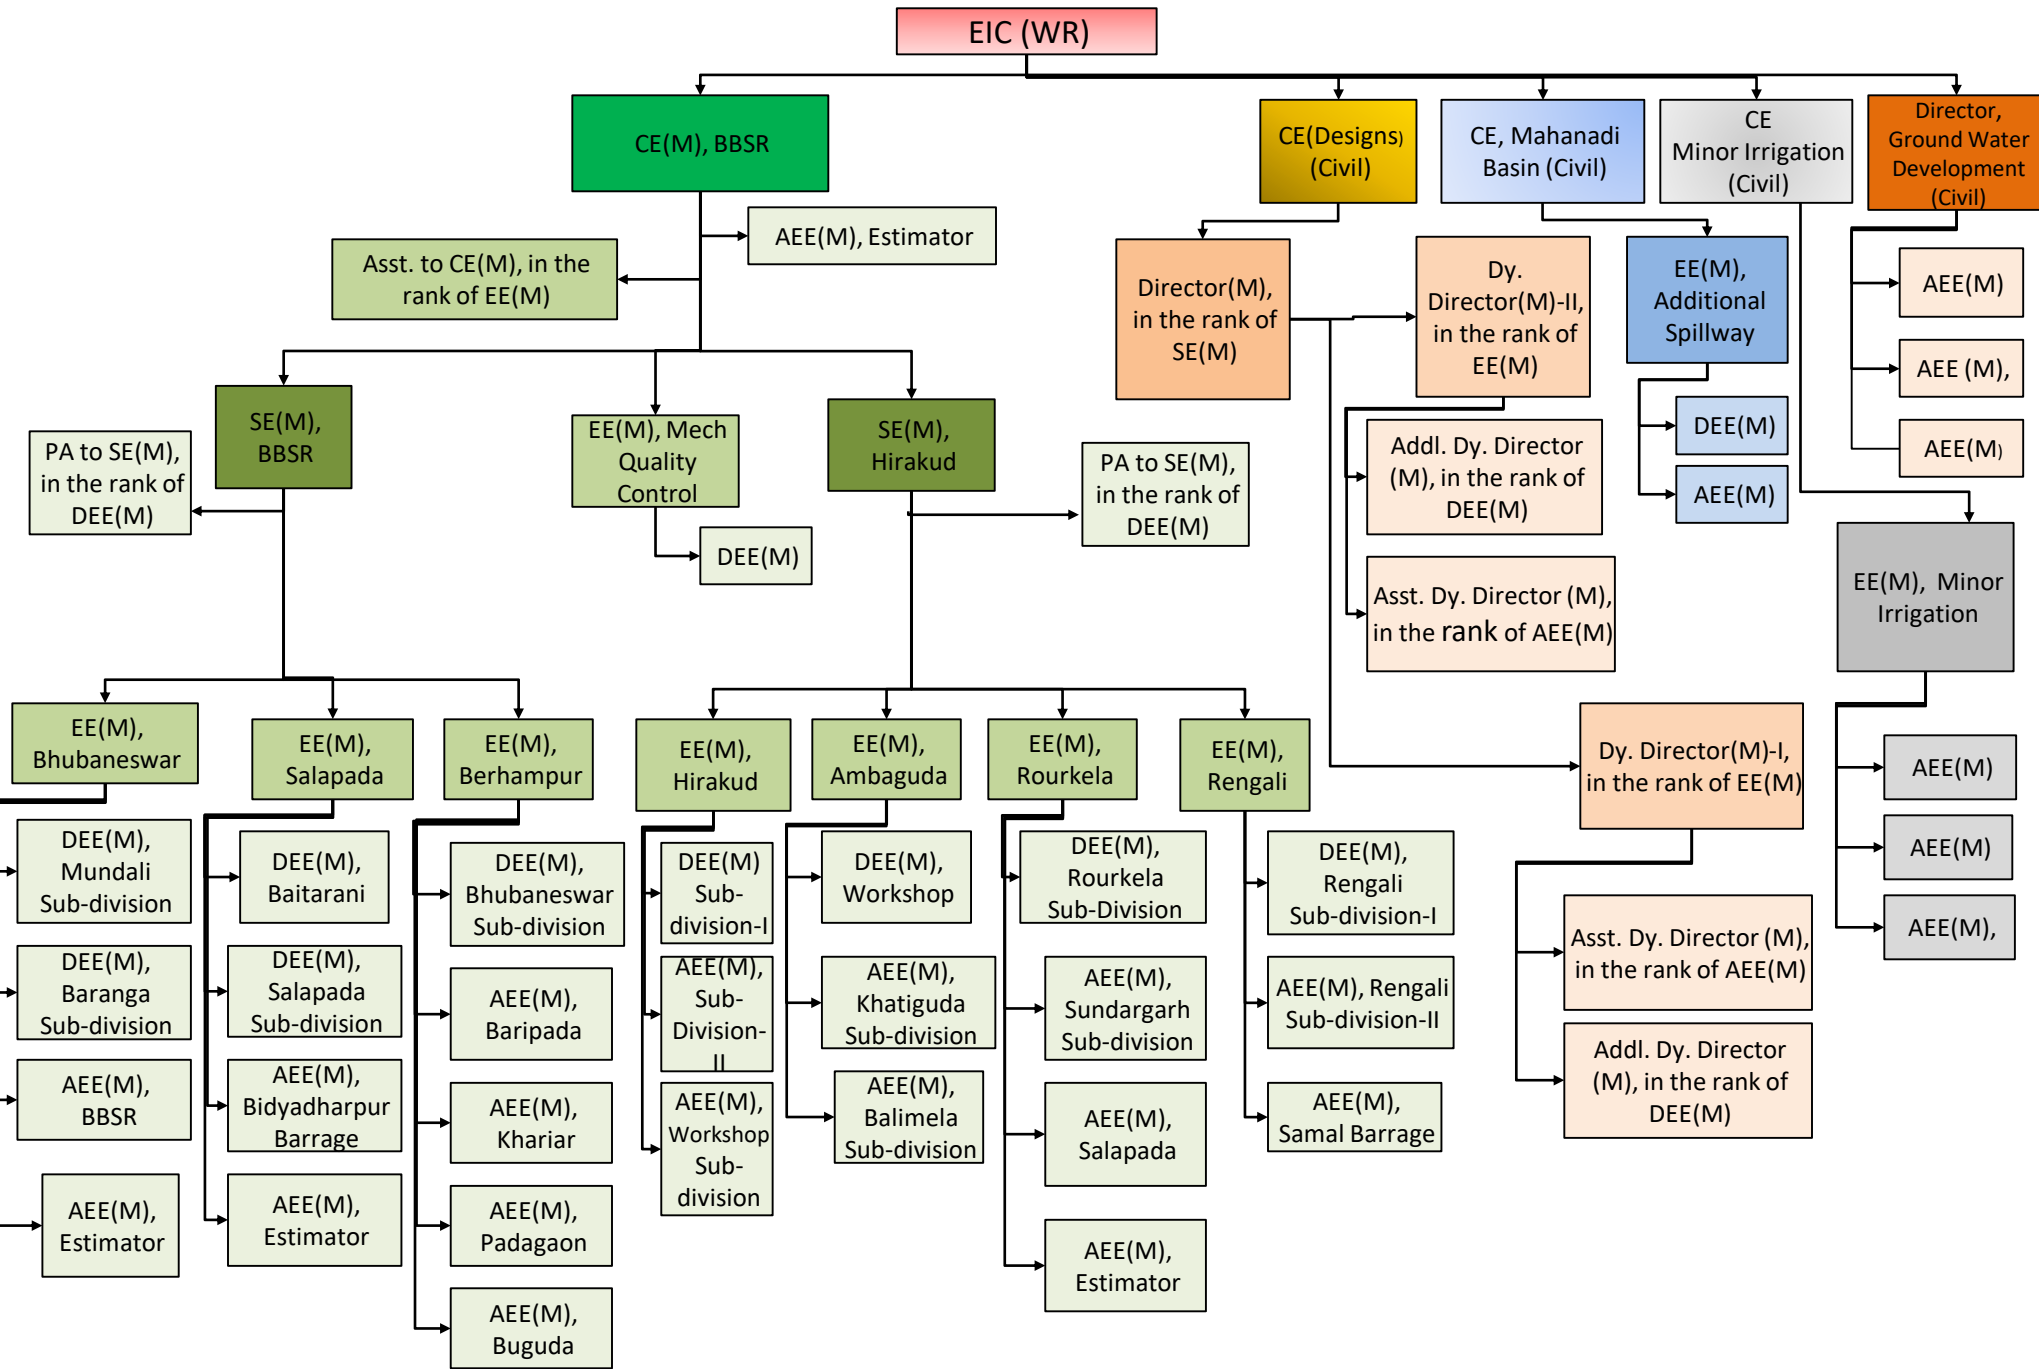 EIC (WR)
CE(M), BBSR
CE(Designs)
(Civil)
CE, Mahanadi
Basin (Civil)
CE
Minor Irrigation
(Civil)
Director,
Ground Water
Development
(Civil)
AEE(M), Estimator
Asst. to CE(M), in the
rank of EE(M)
Director(M),
in the rank of
SE(M)
Dy.
Director(M)-II,
in the rank of
EE(M)
EE(M),
Additional
Spillway
AEE(M)
AEE (M),
AEE(M)
SE(M),
BBSR
PA to SE(M),
in the rank of
DEE(M)
EE(M), Mech
Quality
Control
DEE(M)
SE(M),
Hirakud
PA to SE(M),
in the rank of
DEE(M)
Addl. Dy. Director
(M), in the rank of
DEE(M)
Asst. Dy. Director (M),
in the rank of AEE(M)
DEE(M)
AEE(M)
EE(M), Minor
Irrigation
EE(M),
Bhubaneswar
EE(M),
Salapada
EE(M),
Berhampur
EE(M),
Hirakud
EE(M),
Ambaguda
EE(M),
Rourkela
EE(M),
Rengali
Dy. Director(M)-I,
in the rank of EE(M)
AEE(M)
AEE(M)
AEE(M),
DEE(M),
Mundali
Sub-division
DEE(M),
Baranga
Sub-division
AEE(M),
BBSR
AEE(M),
Estimator
DEE(M),
Baitarani
DEE(M),
Salapada
Sub-division
AEE(M),
Bidyadharpur
Barrage
AEE(M),
Estimator
DEE(M),
Bhubaneswar
Sub-division
AEE(M),
Baripada
AEE(M),
Khariar
AEE(M),
Padagaon
AEE(M),
Buguda
DEE(M)
Sub-
division-I
AEE(M),
Sub-
Division-
II
AEE(M),
Workshop
Sub-
division
DEE(M),
Workshop
AEE(M),
Khatiguda
Sub-division
AEE(M),
Balimela
Sub-division
DEE(M),
Rourkela
Sub-Division
AEE(M),
Sundargarh
Sub-division
AEE(M),
Salapada
AEE(M),
Estimator
DEE(M),
Rengali
Sub-division-I
AEE(M), Rengali
Sub-division-II
AEE(M),
Samal Barrage
Asst. Dy. Director (M),
in the rank of AEE(M)
Addl. Dy. Director
(M), in the rank of
DEE(M)